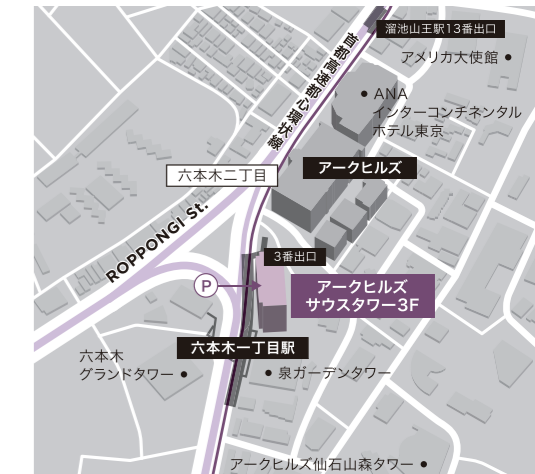 溜池山王駅13番出口
アメリカ大使館
首都高速都心環状線
ANA
インターコンチネンタル
ホテル東京
アークヒルズ
六本木二丁目
ROPPONGI St.
3番出口
P
アークヒルズ
サウスタワー3F
六本木一丁目駅
六本木
グランドタワー
泉ガーデンタワー
アークヒルズ仙石山森タワー